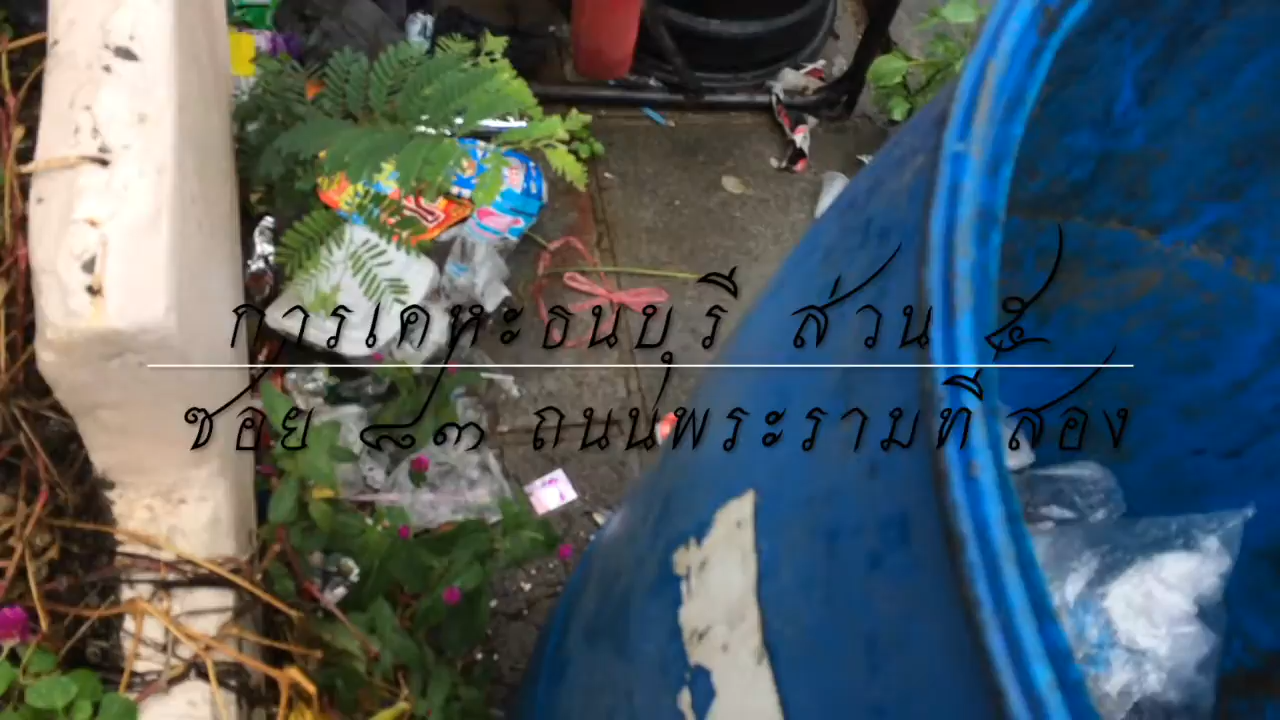 การเคหะธนบุรี ส่วน ๕
ซอย ๘๓ ถนนพระรามที่สอง